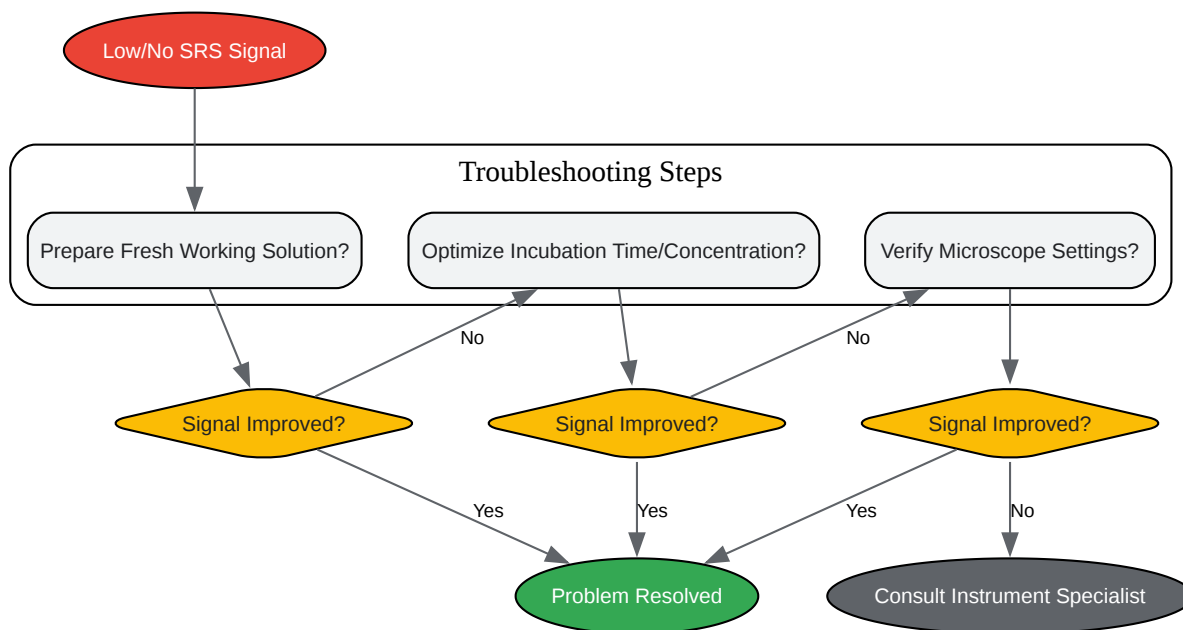 Low/No SRS Signal
Troubleshooting Steps
Prepare Fresh Working Solution?
Optimize Incubation Time/Concentration?
Verify Microscope Settings?
No
No
Signal Improved?
Signal Improved?
Signal Improved?
Yes
Yes
Yes
No
Problem Resolved
Consult Instrument Specialist